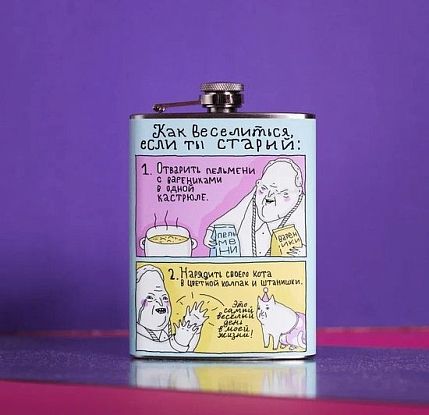 Как веселиться,
если ты старий:
1. Отварить пельмени
с варениками
в одной
кастрюле.
пель
ме
ни
варе
ники
2. Нарядить своего кота
в цветной колпак и штанишки.
Это
самый
веселый
день
в моей
жизни!